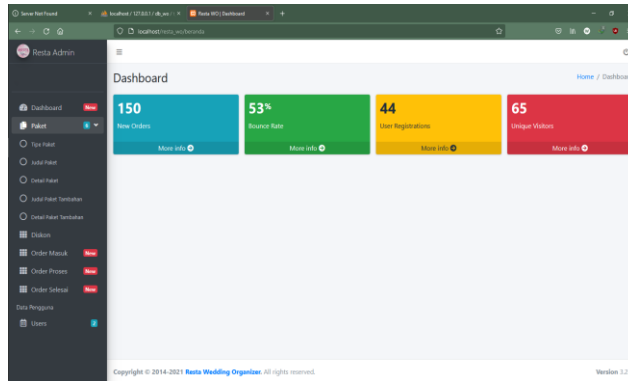 Server Not Found
localhost / 127.0.0.1 / db_wo / 
Resta WO | Dashboard
localhost/resta_wo/beranda
Resta Admin
Dashboard
Home / Dashboar
Dashboard New
Paket
Tipe Paket
Judul Paket
Detail Paket
Judul Paket Tambahan
Detail Paket Tambahan
Diskon
Order Masuk New
Order Proses New
Order Selesai New
Data Pengguna
Users 2
150
New Orders
More info
53%
Bounce Rate
More info
44
User Registrations
More info
65
Unique Visitors
More info
Copyright © 2014-2021 Resta Wedding Organizer. All rights reserved.
Version 3.2